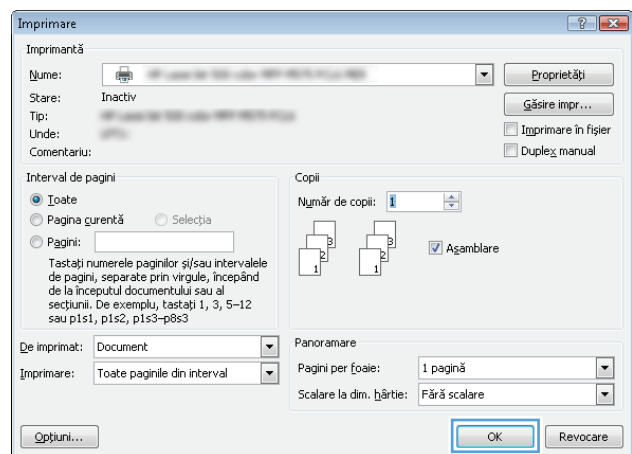 Imprimare
Imprimantă
Nume:
Proprietăți
Stare: Inactiv
Găsire impr...
Tip:
Unde:
Imprimare în fișier
Comentariu:
Duplex manual
Interval de pagini
Toate
Pagina curentă Selecția
Pagini:
Tastați numerele paginilor și/sau intervalele
de pagini, separate prin virgule, începând
de la începutul documentului sau al
secțiunii. De exemplu, tastați 1, 3, 5–12
sau p1s1, p1s2, p1s3–p8s3
Copii
Număr de copii: 1
3 3
2 2
1 1
Asamblare
De imprimat: Document
Imprimare: Toate paginile din interval
Panoramare
Pagini per foaie: 1 pagină
Scalare la dim. hârtie: Fără scalare
Opțiuni...
OK
Revocare